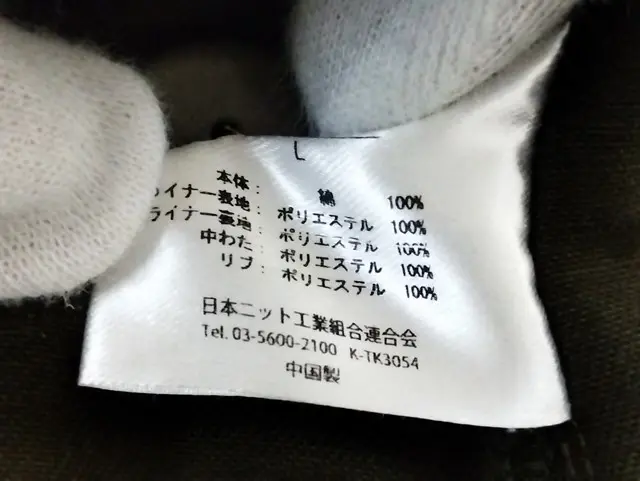 L
本体: 綿 100%
イナー表地: ポリエステル 100%
ライナー裏地: ポリエステル 100%
中わた: ポリエステル 100%
リブ: ポリエステル 100%
日本ニット工業組合連合会
Tel. 03-5600-2100 K-TK3054
中国製